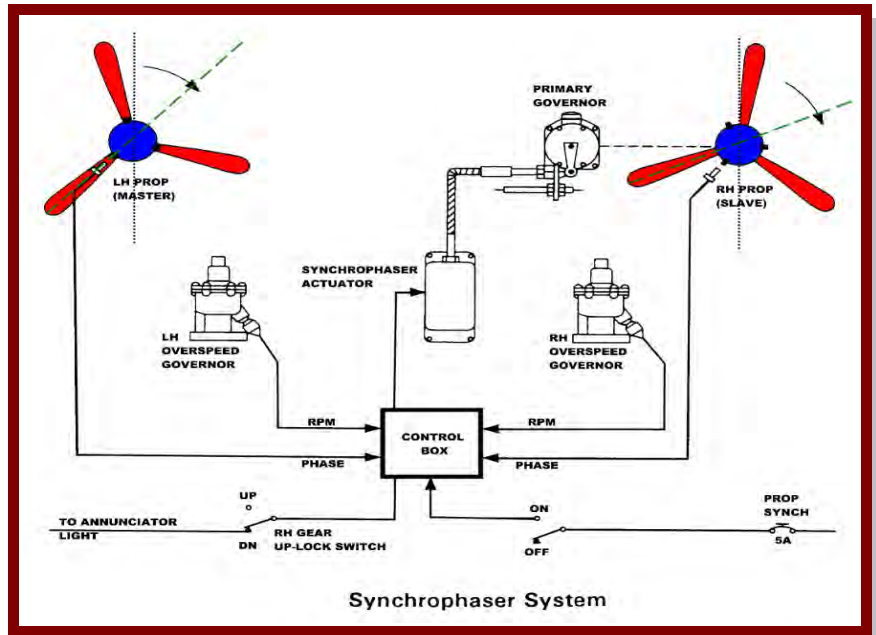 PRIMARY
GOVERNOR
LH PROP
(MASTER)
RH PROP
(SLAVE)
SYNCHROPHASER
ACTUATOR
LH
OVERSPEED
GOVERNOR
RH
OVERSPEED
GOVERNOR
RPM
RPM
CONTROL
BOX
PHASE
PHASE
UP
TO ANNUNCIATOR
LIGHT
DN
RH GEAR
UP-LOCK SWITCH
ON
OFF
PROP
SYNCH
5A
Synchrophaser System